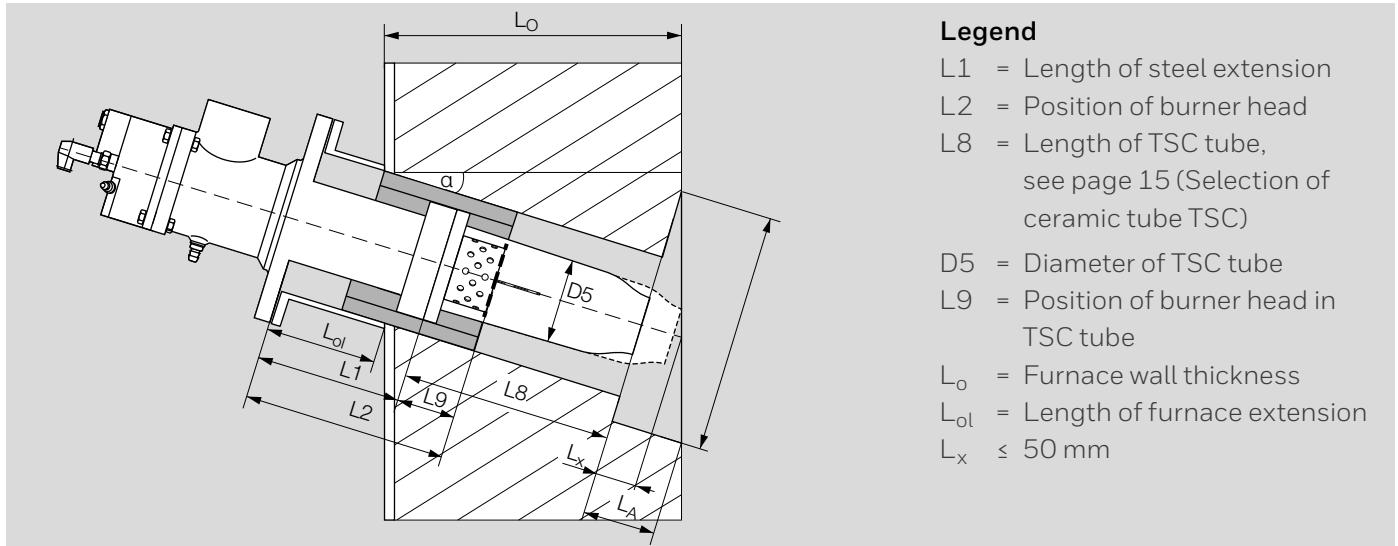 L_O
α
D5
L_ol
L1
L2
L9
L8
L_x
L_A
Legend
L1 = Length of steel extension
L2 = Position of burner head
L8 = Length of TSC tube,
see page 15 (Selection of
ceramic tube TSC)
D5 = Diameter of TSC tube
L9 = Position of burner head in
TSC tube
L_o = Furnace wall thickness
L_ol = Length of furnace extension
L_x ≤ 50 mm